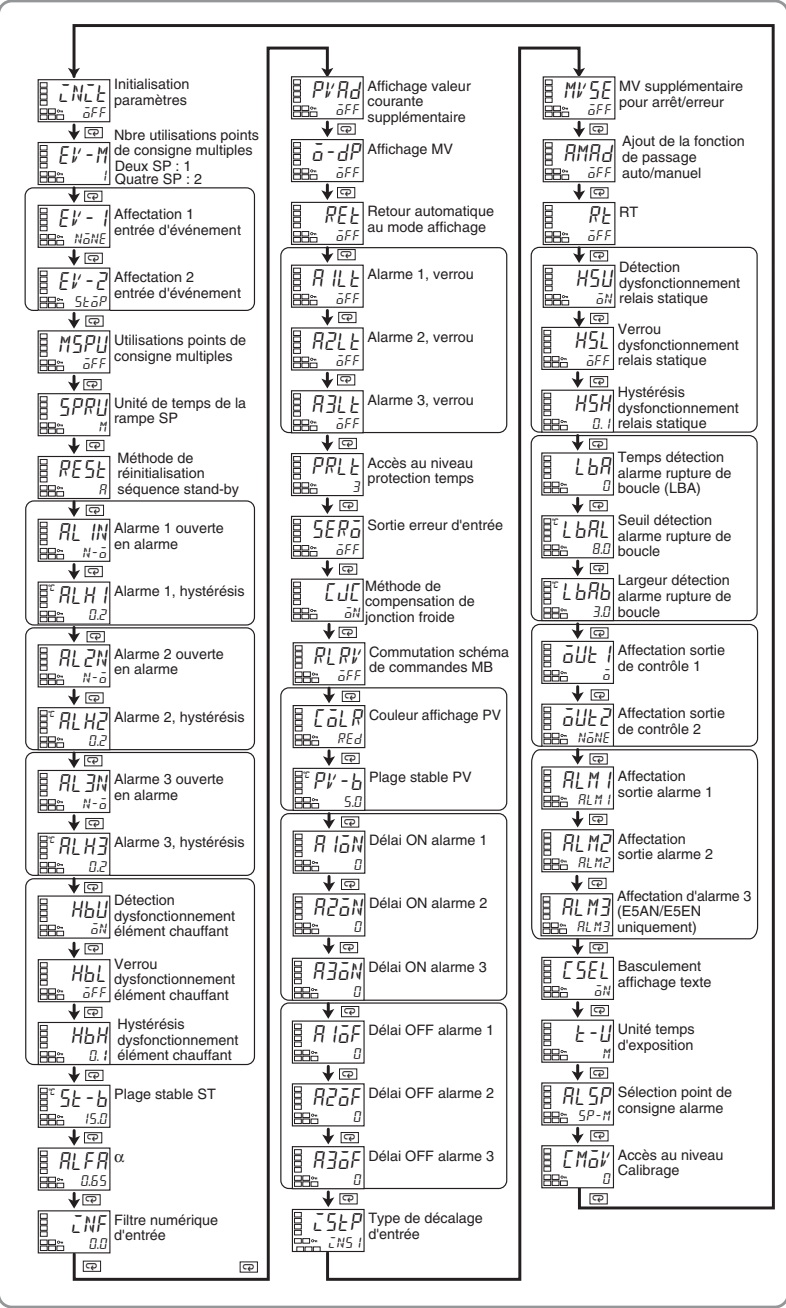 INIT
OFF
Initialisation
paramètres
EV-M
1
Nbre utilisations points
de consigne multiples
Deux SP : 1
Quatre SP : 2
EV-1
NONE
Affectation 1
entrée d'événement
EV-2
STOP
Affectation 2
entrée d'événement
MSPU
OFF
Utilisations points de
consigne multiples
SPRU
M
Unité de temps de la
rampe SP
REST
A
Méthode de
réinitialisation
séquence stand-by
AL1N
N-O
Alarme 1 ouverte
en alarme
°C
ALH1
0.2
Alarme 1, hystérésis
AL2N
N-O
Alarme 2 ouverte
en alarme
°C
ALH2
0.2
Alarme 2, hystérésis
AL3N
N-O
Alarme 3 ouverte
en alarme
°C
ALH3
0.2
Alarme 3, hystérésis
HbU
ON
Détection
dysfonctionnement
élément chauffant
HbL
OFF
Verrou
dysfonctionnement
élément chauffant
HbH
0.1
Hystérésis
dysfonctionnement
élément chauffant
°C
St-b
15.0
Plage stable ST
ALFA
0.65
α
INF
0.0
Filtre numérique
d'entrée
PVAd
OFF
Affichage valeur
courante
supplémentaire
O-dP
OFF
Affichage MV
REt
OFF
Retour automatique
au mode affichage
A1Lt
OFF
Alarme 1, verrou
A2Lt
OFF
Alarme 2, verrou
A3Lt
OFF
Alarme 3, verrou
PRLt
3
Accès au niveau
protection temps
SERO
OFF
Sortie erreur d'entrée
CJC
ON
Méthode de
compensation de
jonction froide
RLRV
OFF
Commutation schéma
de commandes MB
COLR
REd
Couleur affichage PV
°C
PV-b
5.0
Plage stable PV
A1ON
0
Délai ON alarme 1
A2ON
0
Délai ON alarme 2
A3ON
0
Délai ON alarme 3
A1OF
0
Délai OFF alarme 1
A2OF
0
Délai OFF alarme 2
A3OF
0
Délai OFF alarme 3
IStP
INS1
Type de décalage
d'entrée
MVSE
OFF
MV supplémentaire
pour arrêt/erreur
AMAd
OFF
Ajout de la fonction
de passage
auto/manuel
Rt
OFF
RT
HSU
ON
Détection
dysfonctionnement
relais statique
HSL
OFF
Verrou
dysfonctionnement
relais statique
HSH
0.1
Hystérésis
dysfonctionnement
relais statique
LbA
0
Temps détection
alarme rupture de
boucle (LBA)
°C
LbAL
8.0
Seuil détection
alarme rupture de
boucle
°C
LbAb
3.0
Largeur détection
alarme rupture de
boucle
OUt1
O
Affectation sortie
de contrôle 1
OUt2
NONE
Affectation sortie
de contrôle 2
ALM1
ALM1
Affectation
sortie alarme 1
ALM2
ALM2
Affectation
sortie alarme 2
ALM3
ALM3
Affectation d'alarme 3
(E5AN/E5EN
uniquement)
CSEL
ON
Basculement
affichage texte
t-U
M
Unité temps
d'exposition
ALSP
SP-M
Sélection point de
consigne alarme
CMOV
0
Accès au niveau
Calibrage